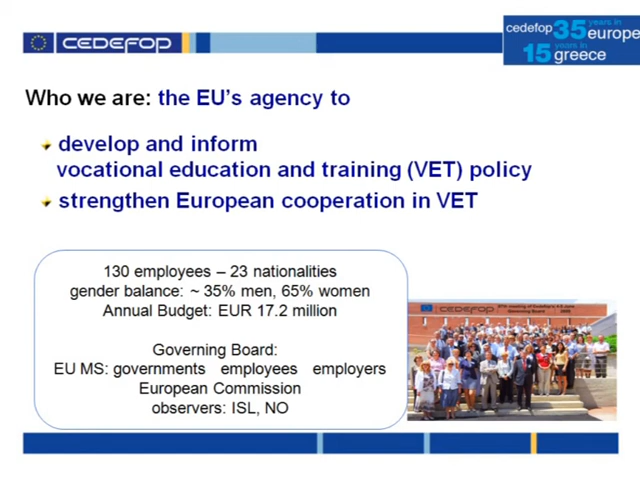 CEDEFOP
cedefop 35 years in europe
15 years in greece
Who we are: the EU's agency to
develop and inform
vocational education and training (VET) policy
strengthen European cooperation in VET
130 employees – 23 nationalities
gender balance: ~ 35% men, 65% women
Annual Budget: EUR 17.2 million
Governing Board:
EU MS: governments employees employers
European Commission
observers: ISL, NO
CEDEFOP
Governing Board